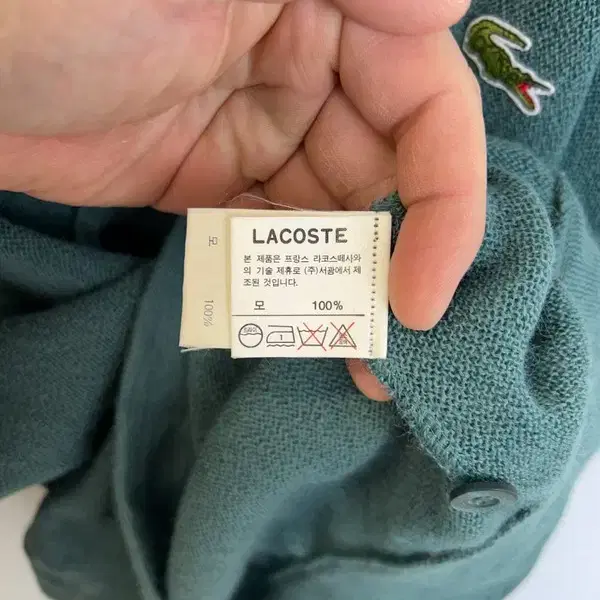 LACOSTE
본 제품은 프랑스 라코스떼사와
의 기술 제휴로 (주)서광에서 제
조된 것입니다.
모 100%
모 100%